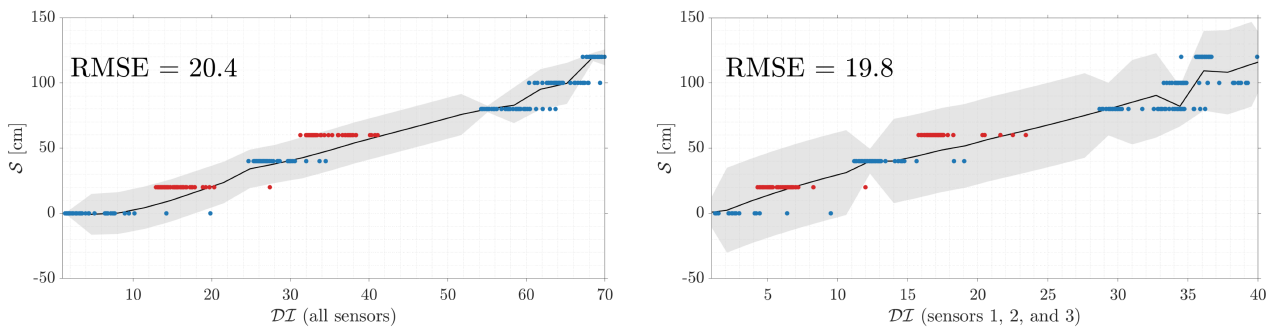 150
100
50
0
-50
S [cm]
RMSE = 20.4
10 20 30 40 50 60 70
DI (all sensors)
150
100
50
0
-50
S [cm]
RMSE = 19.8
5 10 15 20 25 30 35 40
DI (sensors 1, 2, and 3)